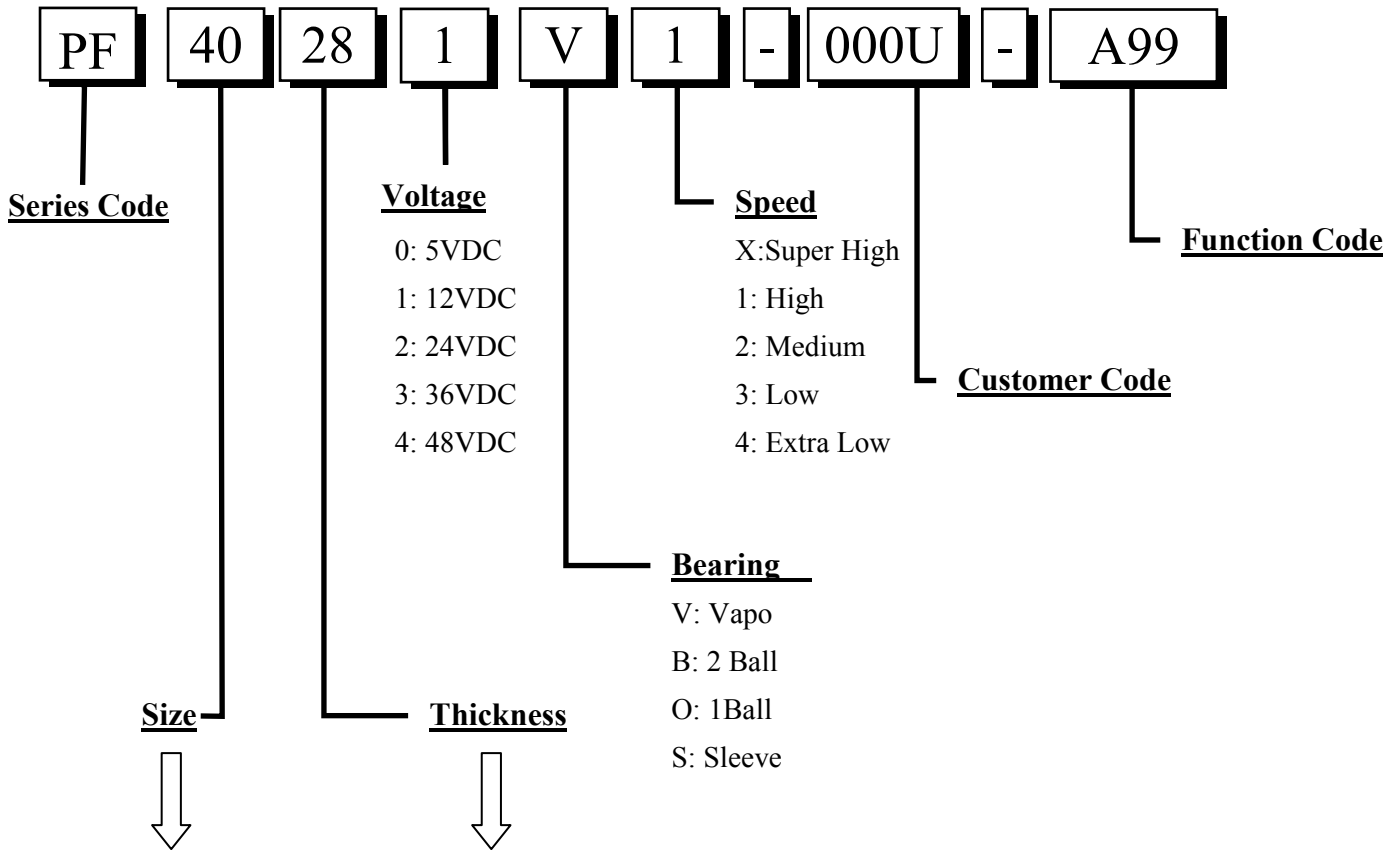 PF 40 28 1 V 1 - 000U - A99
Series Code
Voltage
0: 5VDC
1: 12VDC
2: 24VDC
3: 36VDC
4: 48VDC
Speed
X:Super High
1: High
2: Medium
3: Low
4: Extra Low
Function Code
Customer Code
Bearing
V: Vapo
B: 2 Ball
O: 1Ball
S: Sleeve
Size
Thickness